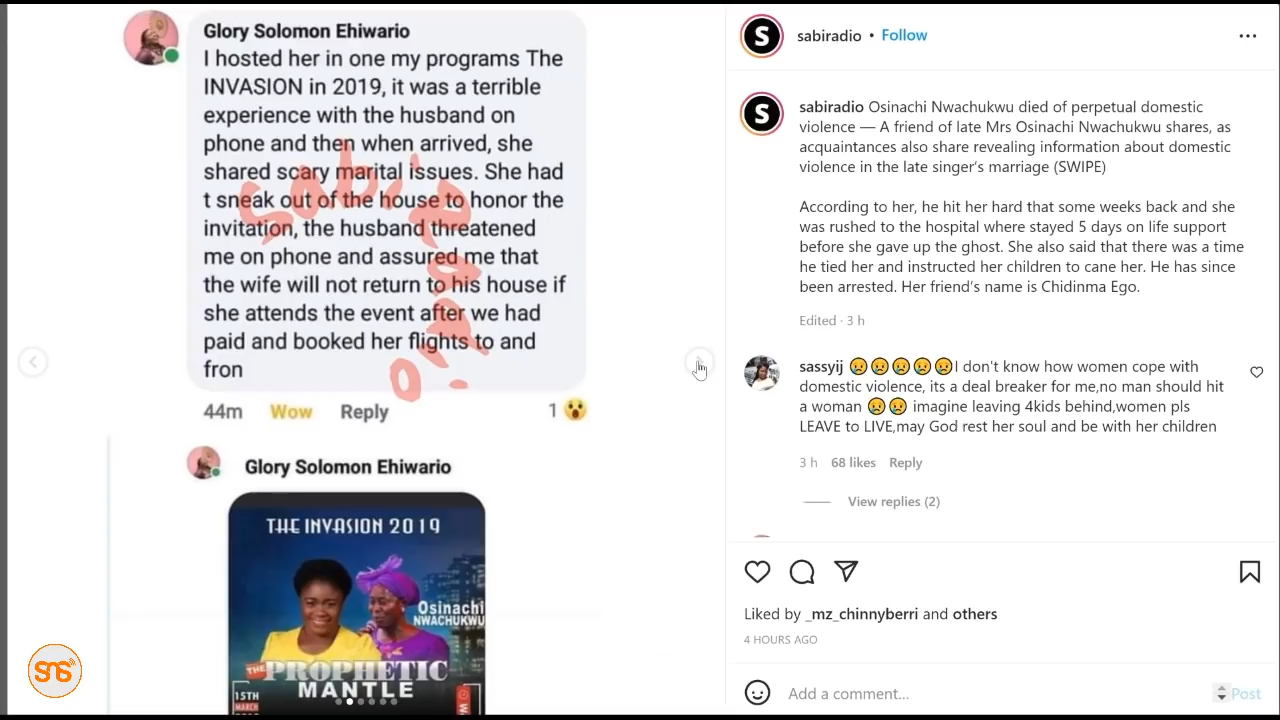 Glory Solomon Ehiwario
I hosted her in one my programs The
INVASION in 2019, it was a terrible
experience with the husband on
phone and then when arrived, she
shared scary marital issues. She had
t sneak out of the house to honor the
invitation, the husband threatened
me on phone and assured me that
the wife will not return to his house if
she attends the event after we had
paid and booked her flights to and
fron
44m Wow Reply 1 😮
sabi radio
Glory Solomon Ehiwario
THE INVASION 2019
Osinachi
NWACHUKWU
THE PROPHETIC
MANTLE
15TH
MARCH
SNS
S sabiradio • Follow
S sabiradio Osinachi Nwachukwu died of perpetual domestic
violence — A friend of late Mrs Osinachi Nwachukwu shares, as
acquaintances also share revealing information about domestic
violence in the late singer's marriage (SWIPE)
According to her, he hit her hard that some weeks back and she
was rushed to the hospital where stayed 5 days on life support
before she gave up the ghost. She also said that there was a time
he tied her and instructed her children to cane her. He has since
been arrested. Her friend's name is Chidinma Ego.
Edited · 3 h
sassyij 😥😥😥😥😥I don't know how women cope with
domestic violence, its a deal breaker for me,no man should hit
a woman 😥😥 imagine leaving 4kids behind,women pls
LEAVE to LIVE,may God rest her soul and be with her children
3 h 68 likes Reply
View replies (2)
Liked by _mz_chinnyberri and others
4 HOURS AGO
Add a comment... Post